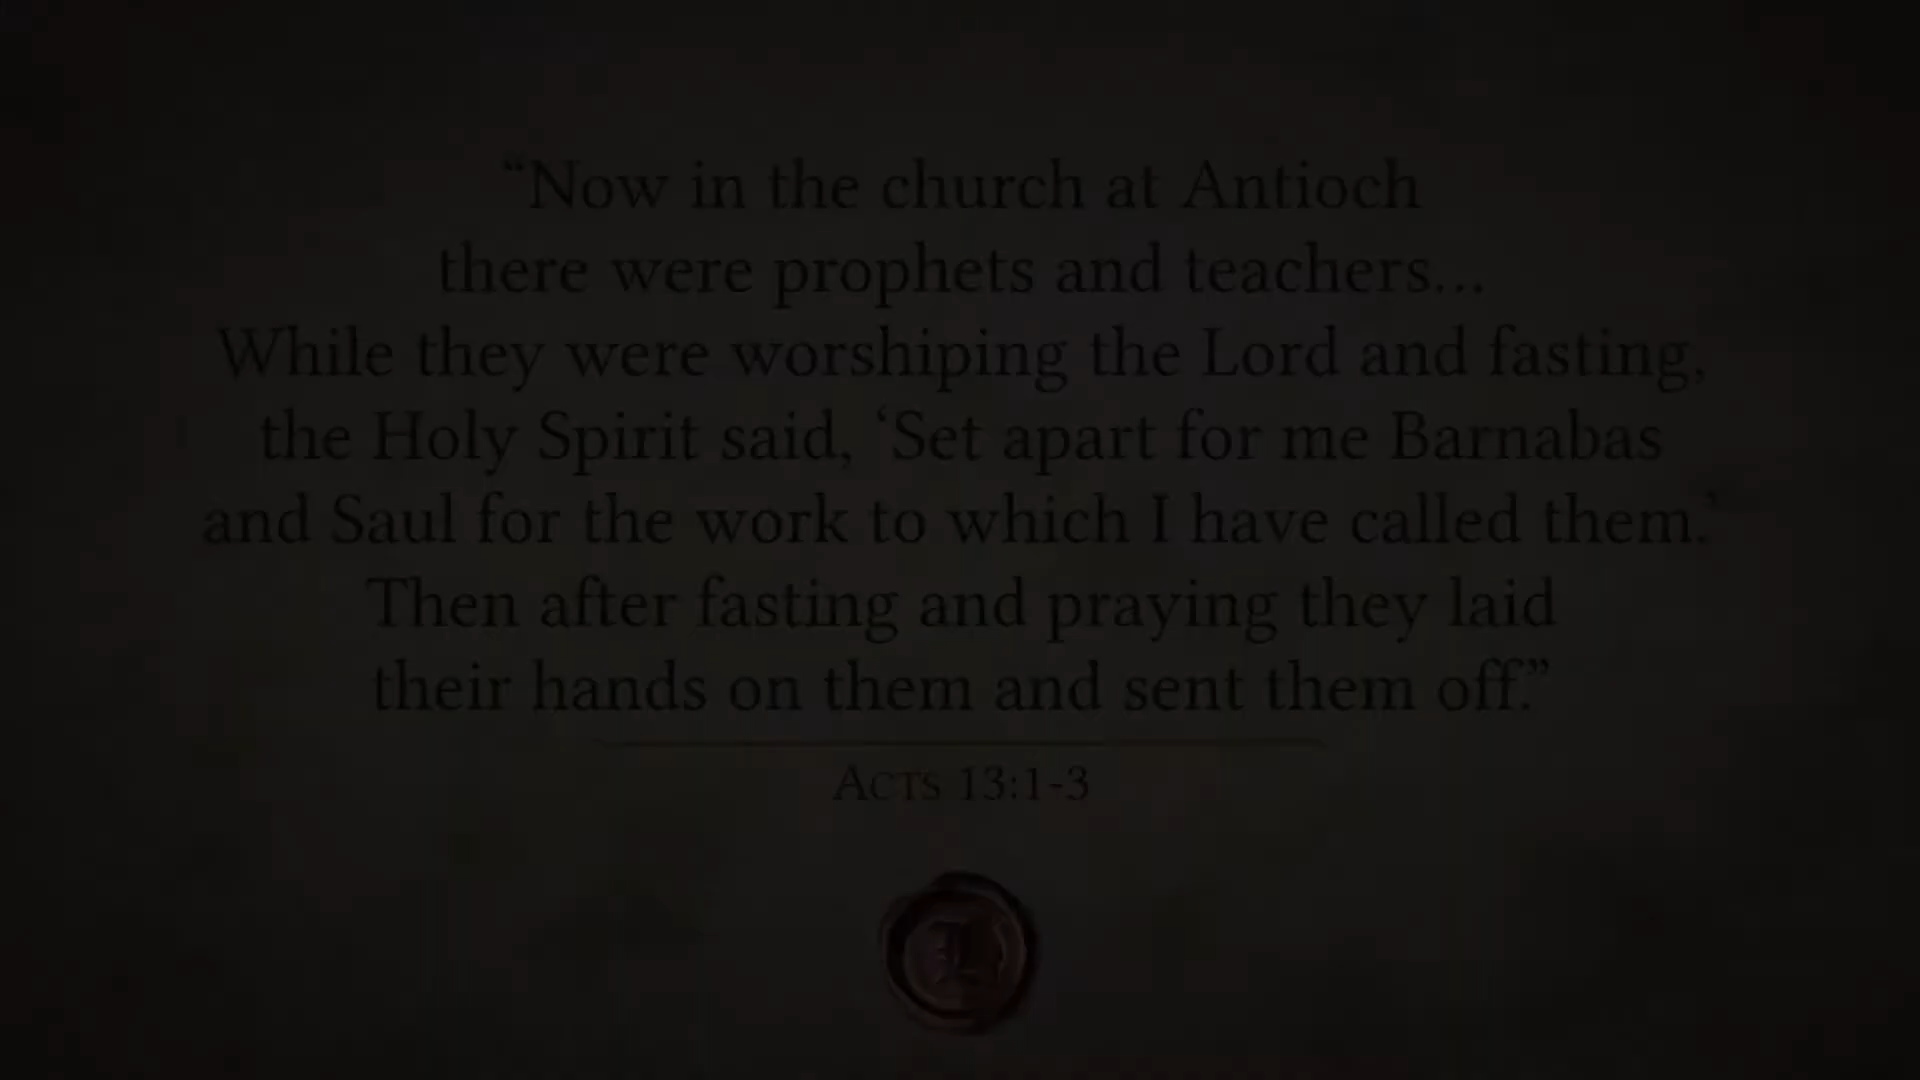 “Now in the church at Antioch
there were prophets and teachers...
While they were worshiping the Lord and fasting,
the Holy Spirit said, ‘Set apart for me Barnabas
and Saul for the work to which I have called them.’
Then after fasting and praying they laid
their hands on them and sent them off.”
ACTS 13:1-3